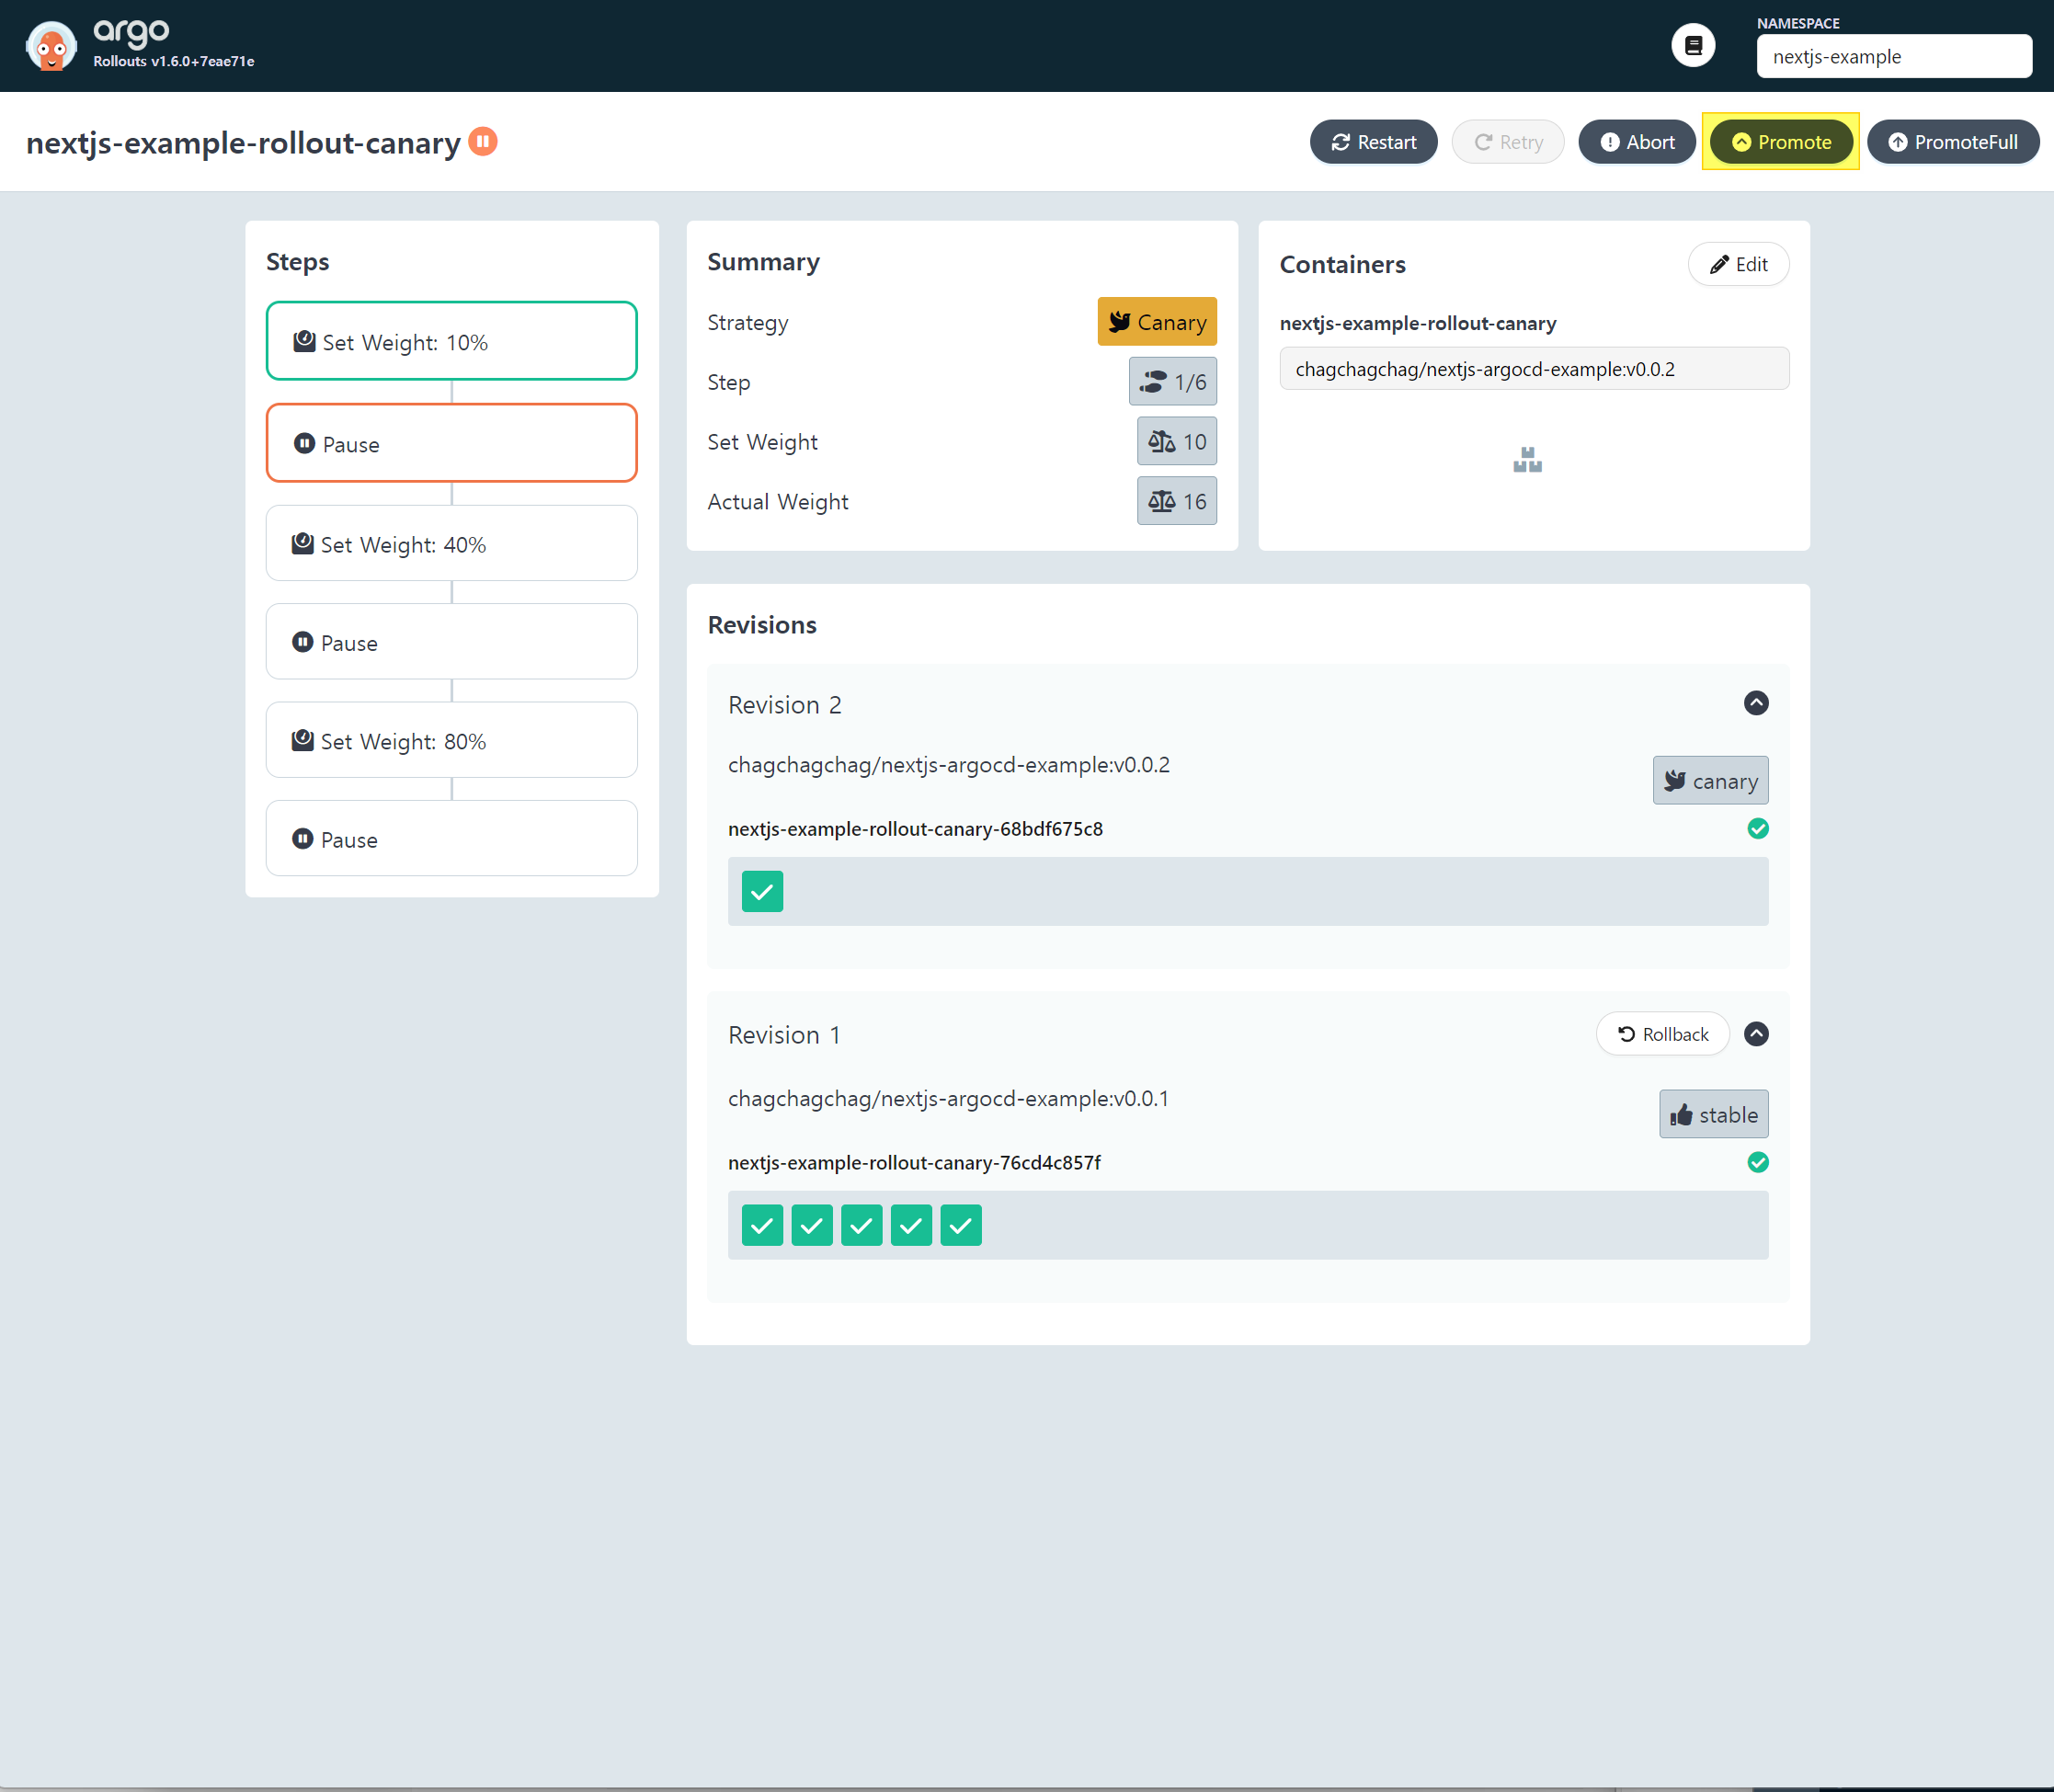 argo
Rollouts v1.6.0+7eae71e
NAMESPACE
nextjs-example
nextjs-example-rollout-canary
Restart
Retry
Abort
Promote
PromoteFull
Steps
Set Weight: 10%
Pause
Set Weight: 40%
Pause
Set Weight: 80%
Pause
Summary
Strategy
Canary
Step
1/6
Set Weight
10
Actual Weight
16
Containers
Edit
nextjs-example-rollout-canary
chagchagchag/nextjs-argocd-example:v0.0.2
Revisions
Revision 2
chagchagchag/nextjs-argocd-example:v0.0.2
canary
nextjs-example-rollout-canary-68bdf675c8
Revision 1
Rollback
chagchagchag/nextjs-argocd-example:v0.0.1
stable
nextjs-example-rollout-canary-76cd4c857f